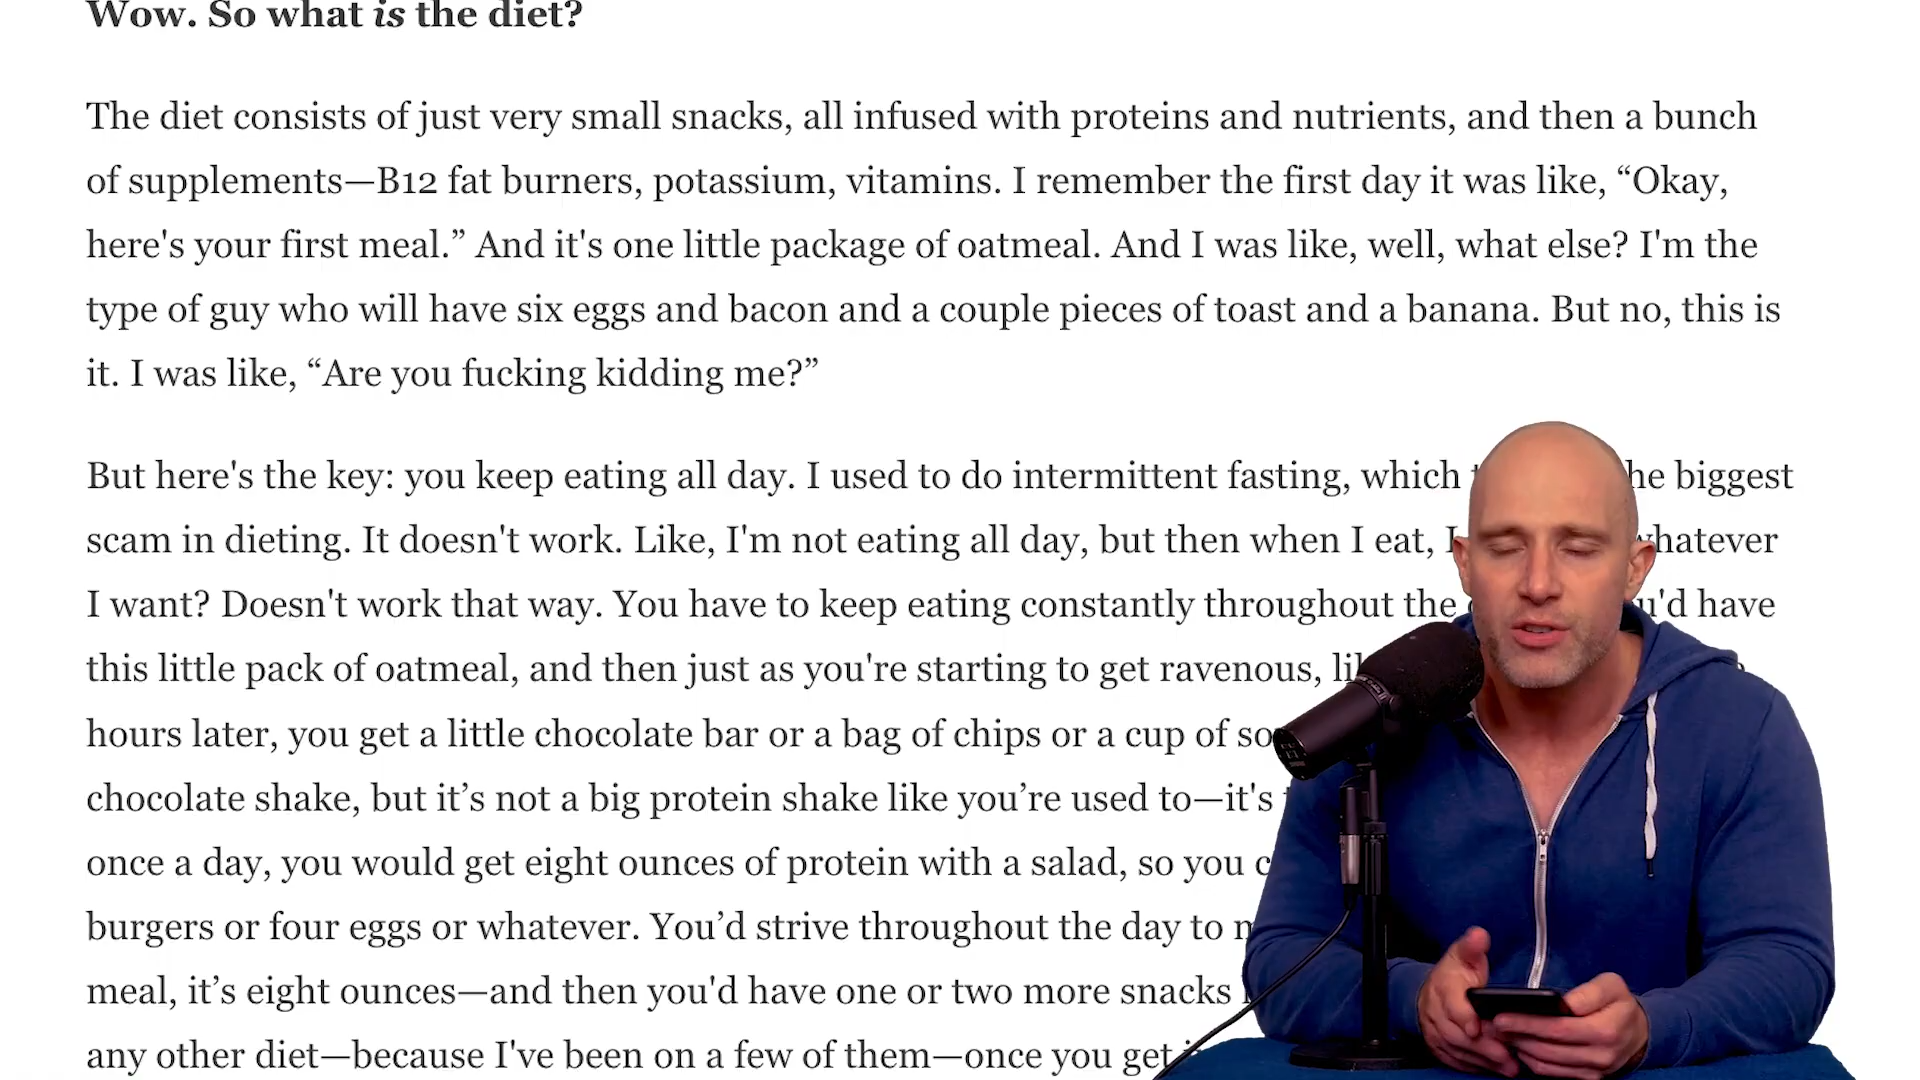 Wow. So what is the diet?
The diet consists of just very small snacks, all infused with proteins and nutrients, and then a bunch
of supplements—B12 fat burners, potassium, vitamins. I remember the first day it was like, “Okay,
here's your first meal.” And it's one little package of oatmeal. And I was like, well, what else? I'm the
type of guy who will have six eggs and bacon and a couple pieces of toast and a banana. But no, this is
it. I was like, “Are you fucking kidding me?”
But here's the key: you keep eating all day. I used to do intermittent fasting, which he biggest
scam in dieting. It doesn't work. Like, I'm not eating all day, but then when I eat, I whatever
I want? Doesn't work that way. You have to keep eating constantly throughout the u'd have
this little pack of oatmeal, and then just as you're starting to get ravenous, lik
hours later, you get a little chocolate bar or a bag of chips or a cup of so
chocolate shake, but it’s not a big protein shake like you’re used to—it's
once a day, you would get eight ounces of protein with a salad, so you c
burgers or four eggs or whatever. You’d strive throughout the day to
meal, it’s eight ounces—and then you'd have one or two more snacks
any other diet—because I've been on a few of them—once you get